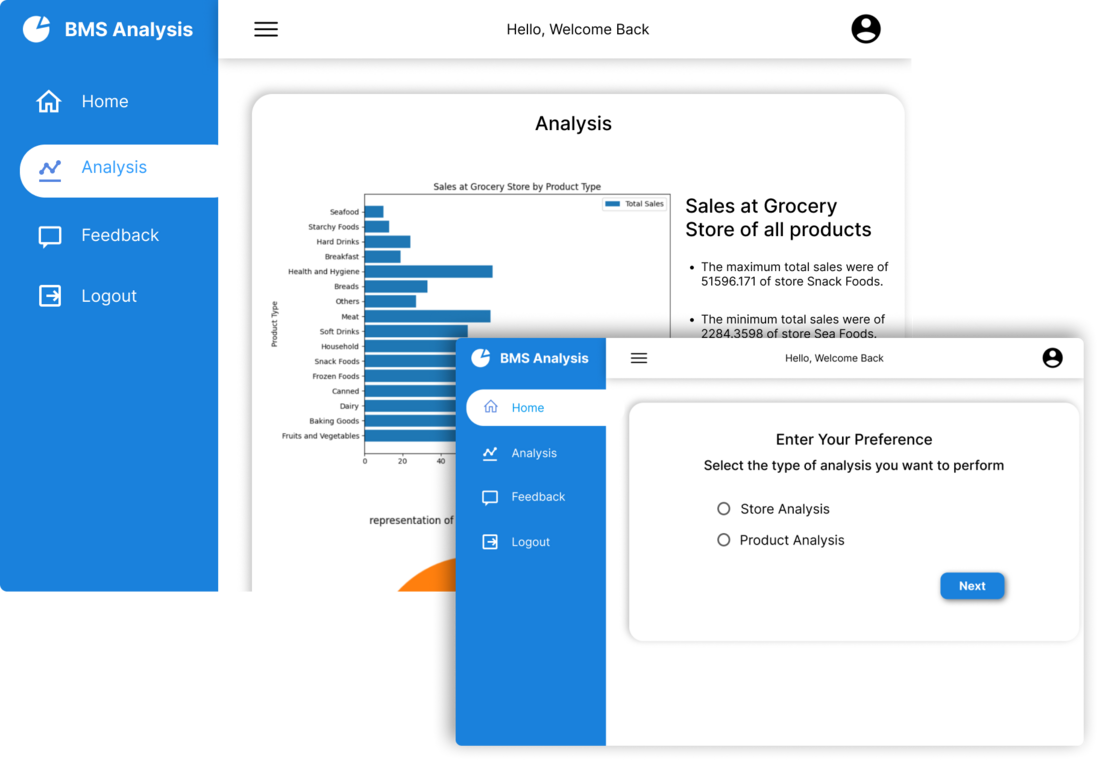 BMS Analysis
Hello, Welcome Back
Home
Analysis
Feedback
Logout
Analysis
Sales at Grocery Store by Product Type
Total Sales
Product Type
Seafood
Starchy Foods
Hard Drinks
Breakfast
Health and Hygiene
Breads
Others
Meat
Soft Drinks
Household
Snack Foods
Frozen Foods
Canned
Dairy
Baking Goods
Fruits and Vegetables
0 20 40
Sales at Grocery
Store of all products
• The maximum total sales were of
51596.171 of store Snack Foods.
• The minimum total sales were of
2284.3598 of store Sea Foods.
representation of
BMS Analysis
Hello, Welcome Back
Home
Analysis
Feedback
Logout
Enter Your Preference
Select the type of analysis you want to perform
Store Analysis
Product Analysis
Next